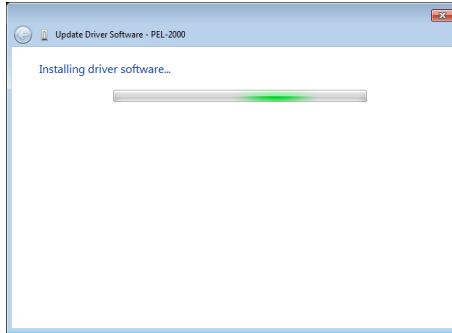 Update Driver Software - PEL-2000
Installing driver software...